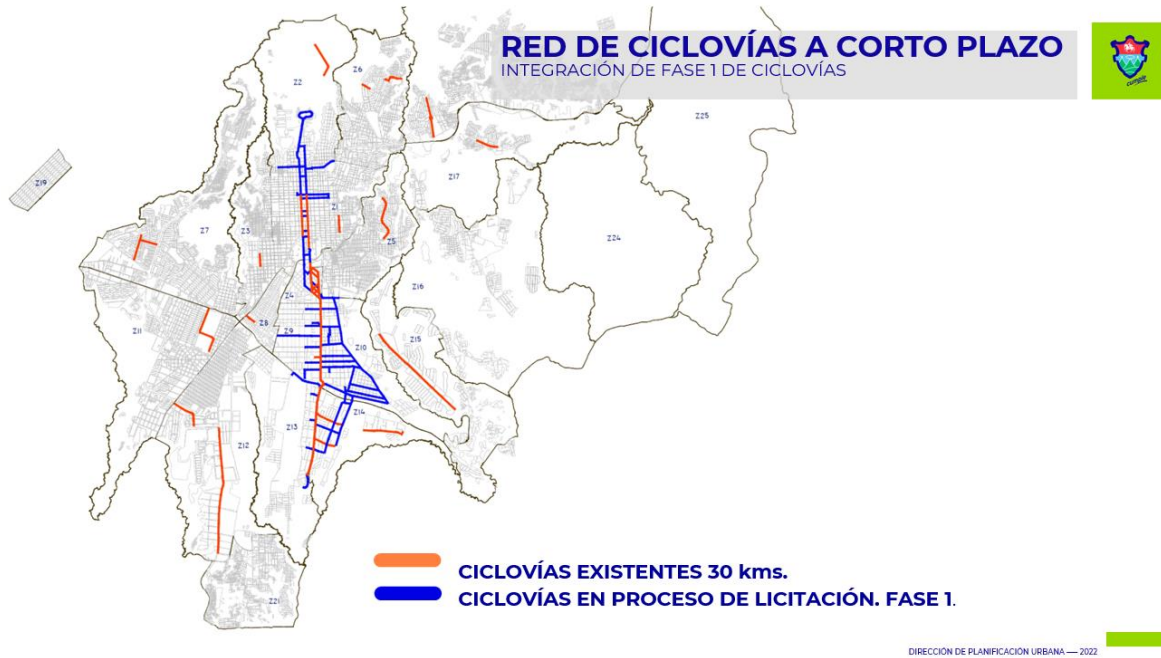 RED DE CICLOVÍAS A CORTO PLAZO
INTEGRACIÓN DE FASE 1 DE CICLOVÍAS
Z2
Z6
Z25
Z19
Z17
Z1
Z7
Z3
Z5
Z24
Z16
Z4
Z11
Z8
Z9
Z10
Z15
Z14
Z13
Z12
Z21
CICLOVÍAS EXISTENTES 30 kms.
CICLOVÍAS EN PROCESO DE LICITACIÓN. FASE 1.
DIRECCIÓN DE PLANIFICACIÓN URBANA — 2022